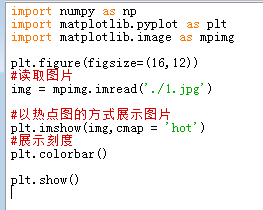 import numpy as np
import matplotlib.pyplot as plt
import matplotlib.image as mpimg
plt.figure(figsize=(16,12))
#读取图片
img = mpimg.imread('./1.jpg')
#以热点图的方式展示图片
plt.imshow(img,cmap = 'hot')
#展示刻度
plt.colorbar()
plt.show()